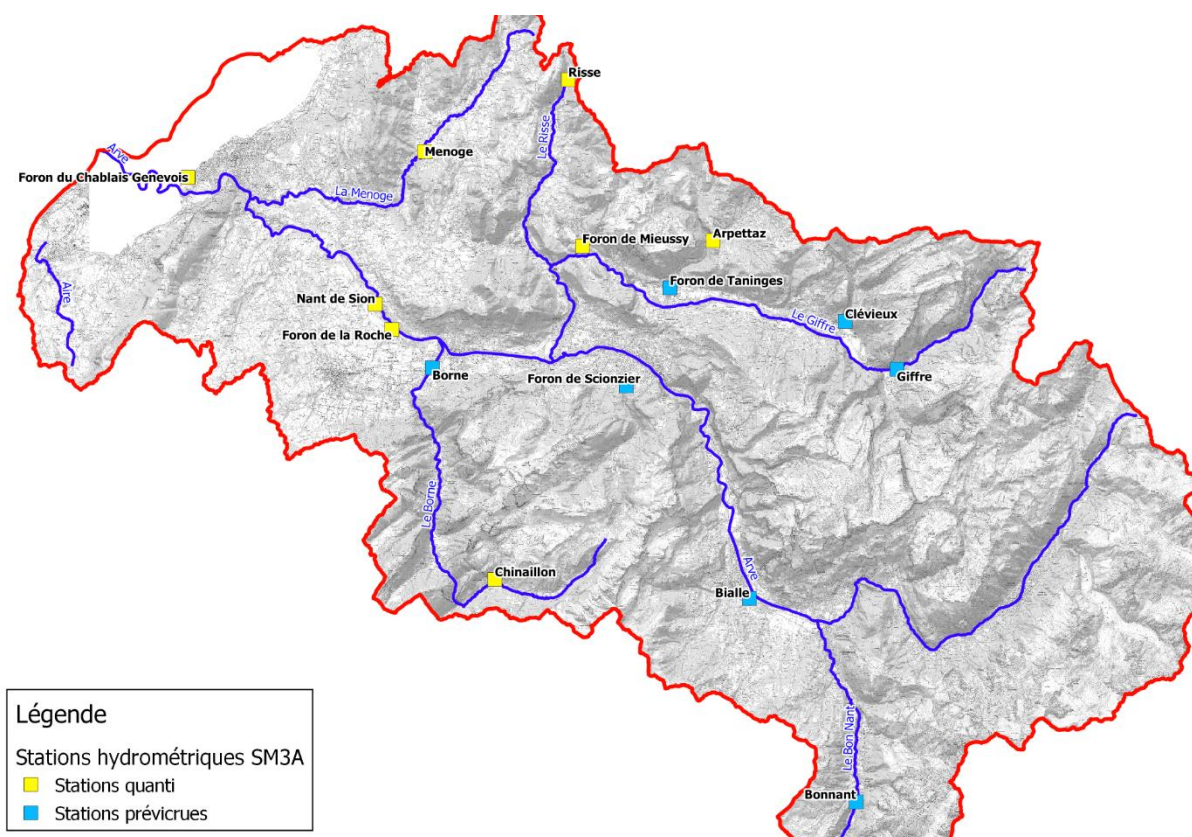 Risse
Menoge
Arve
Foron du Chablais Genevois
Le Risse
La Menoge
Arpettaz
Foron de Mieussy
Aire
Foron de Taninges
Nant de Sion
Clévieux
Le Giffre
Foron de la Roche
Borne
Foron de Scionzier
Giffre
Le Borne
Chinaillon
Arve
Bialle
Le Bon Nant
Bonnant
Légende
Stations hydrométriques SM3A
Stations quanti
Stations prévicrues